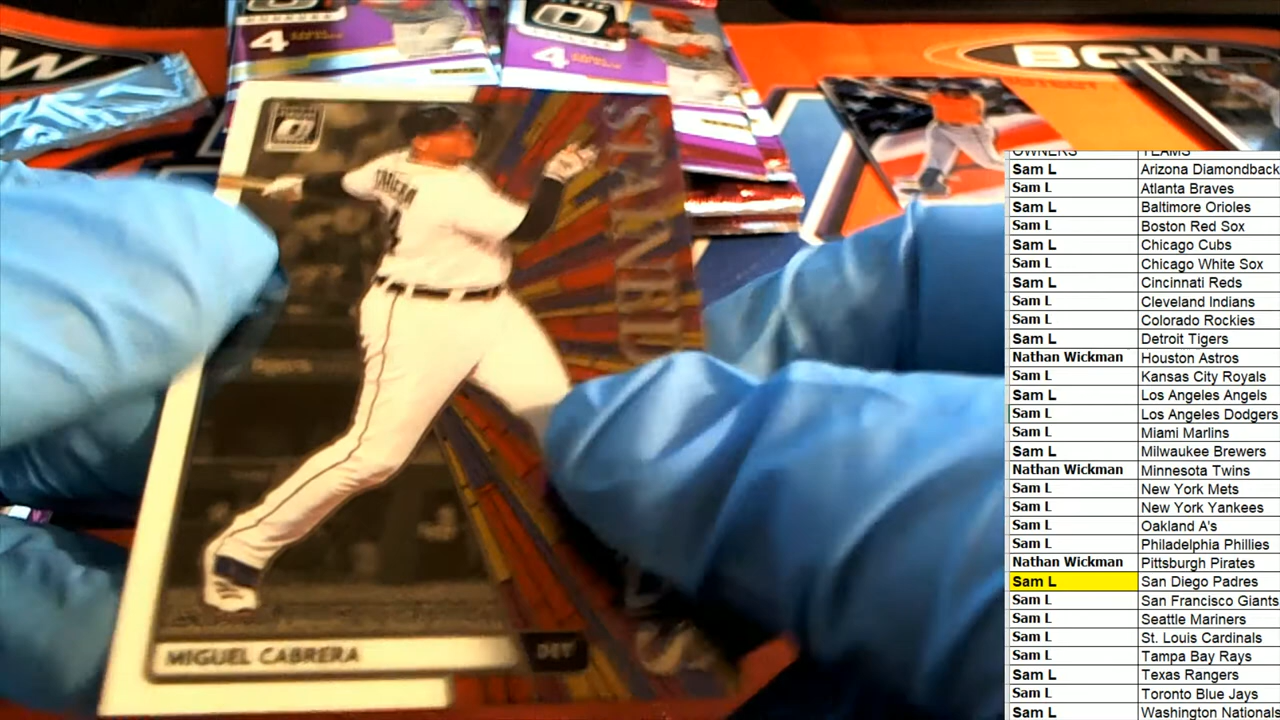 4
4
BCW
STAND
MIGUEL CABRERA
DET
OWNERS TEAMS
Sam L Arizona Diamondback
Sam L Atlanta Braves
Sam L Baltimore Orioles
Sam L Boston Red Sox
Sam L Chicago Cubs
Sam L Chicago White Sox
Sam L Cincinnati Reds
Sam L Cleveland Indians
Sam L Colorado Rockies
Sam L Detroit Tigers
Nathan Wickman Houston Astros
Sam L Kansas City Royals
Sam L Los Angeles Angels
Sam L Los Angeles Dodgers
Sam L Miami Marlins
Sam L Milwaukee Brewers
Nathan Wickman Minnesota Twins
Sam L New York Mets
Sam L New York Yankees
Sam L Oakland A's
Sam L Philadelphia Phillies
Nathan Wickman Pittsburgh Pirates
Sam L San Diego Padres
Sam L San Francisco Giants
Sam L Seattle Mariners
Sam L St. Louis Cardinals
Sam L Tampa Bay Rays
Sam L Texas Rangers
Sam L Toronto Blue Jays
Sam L Washington Nationals